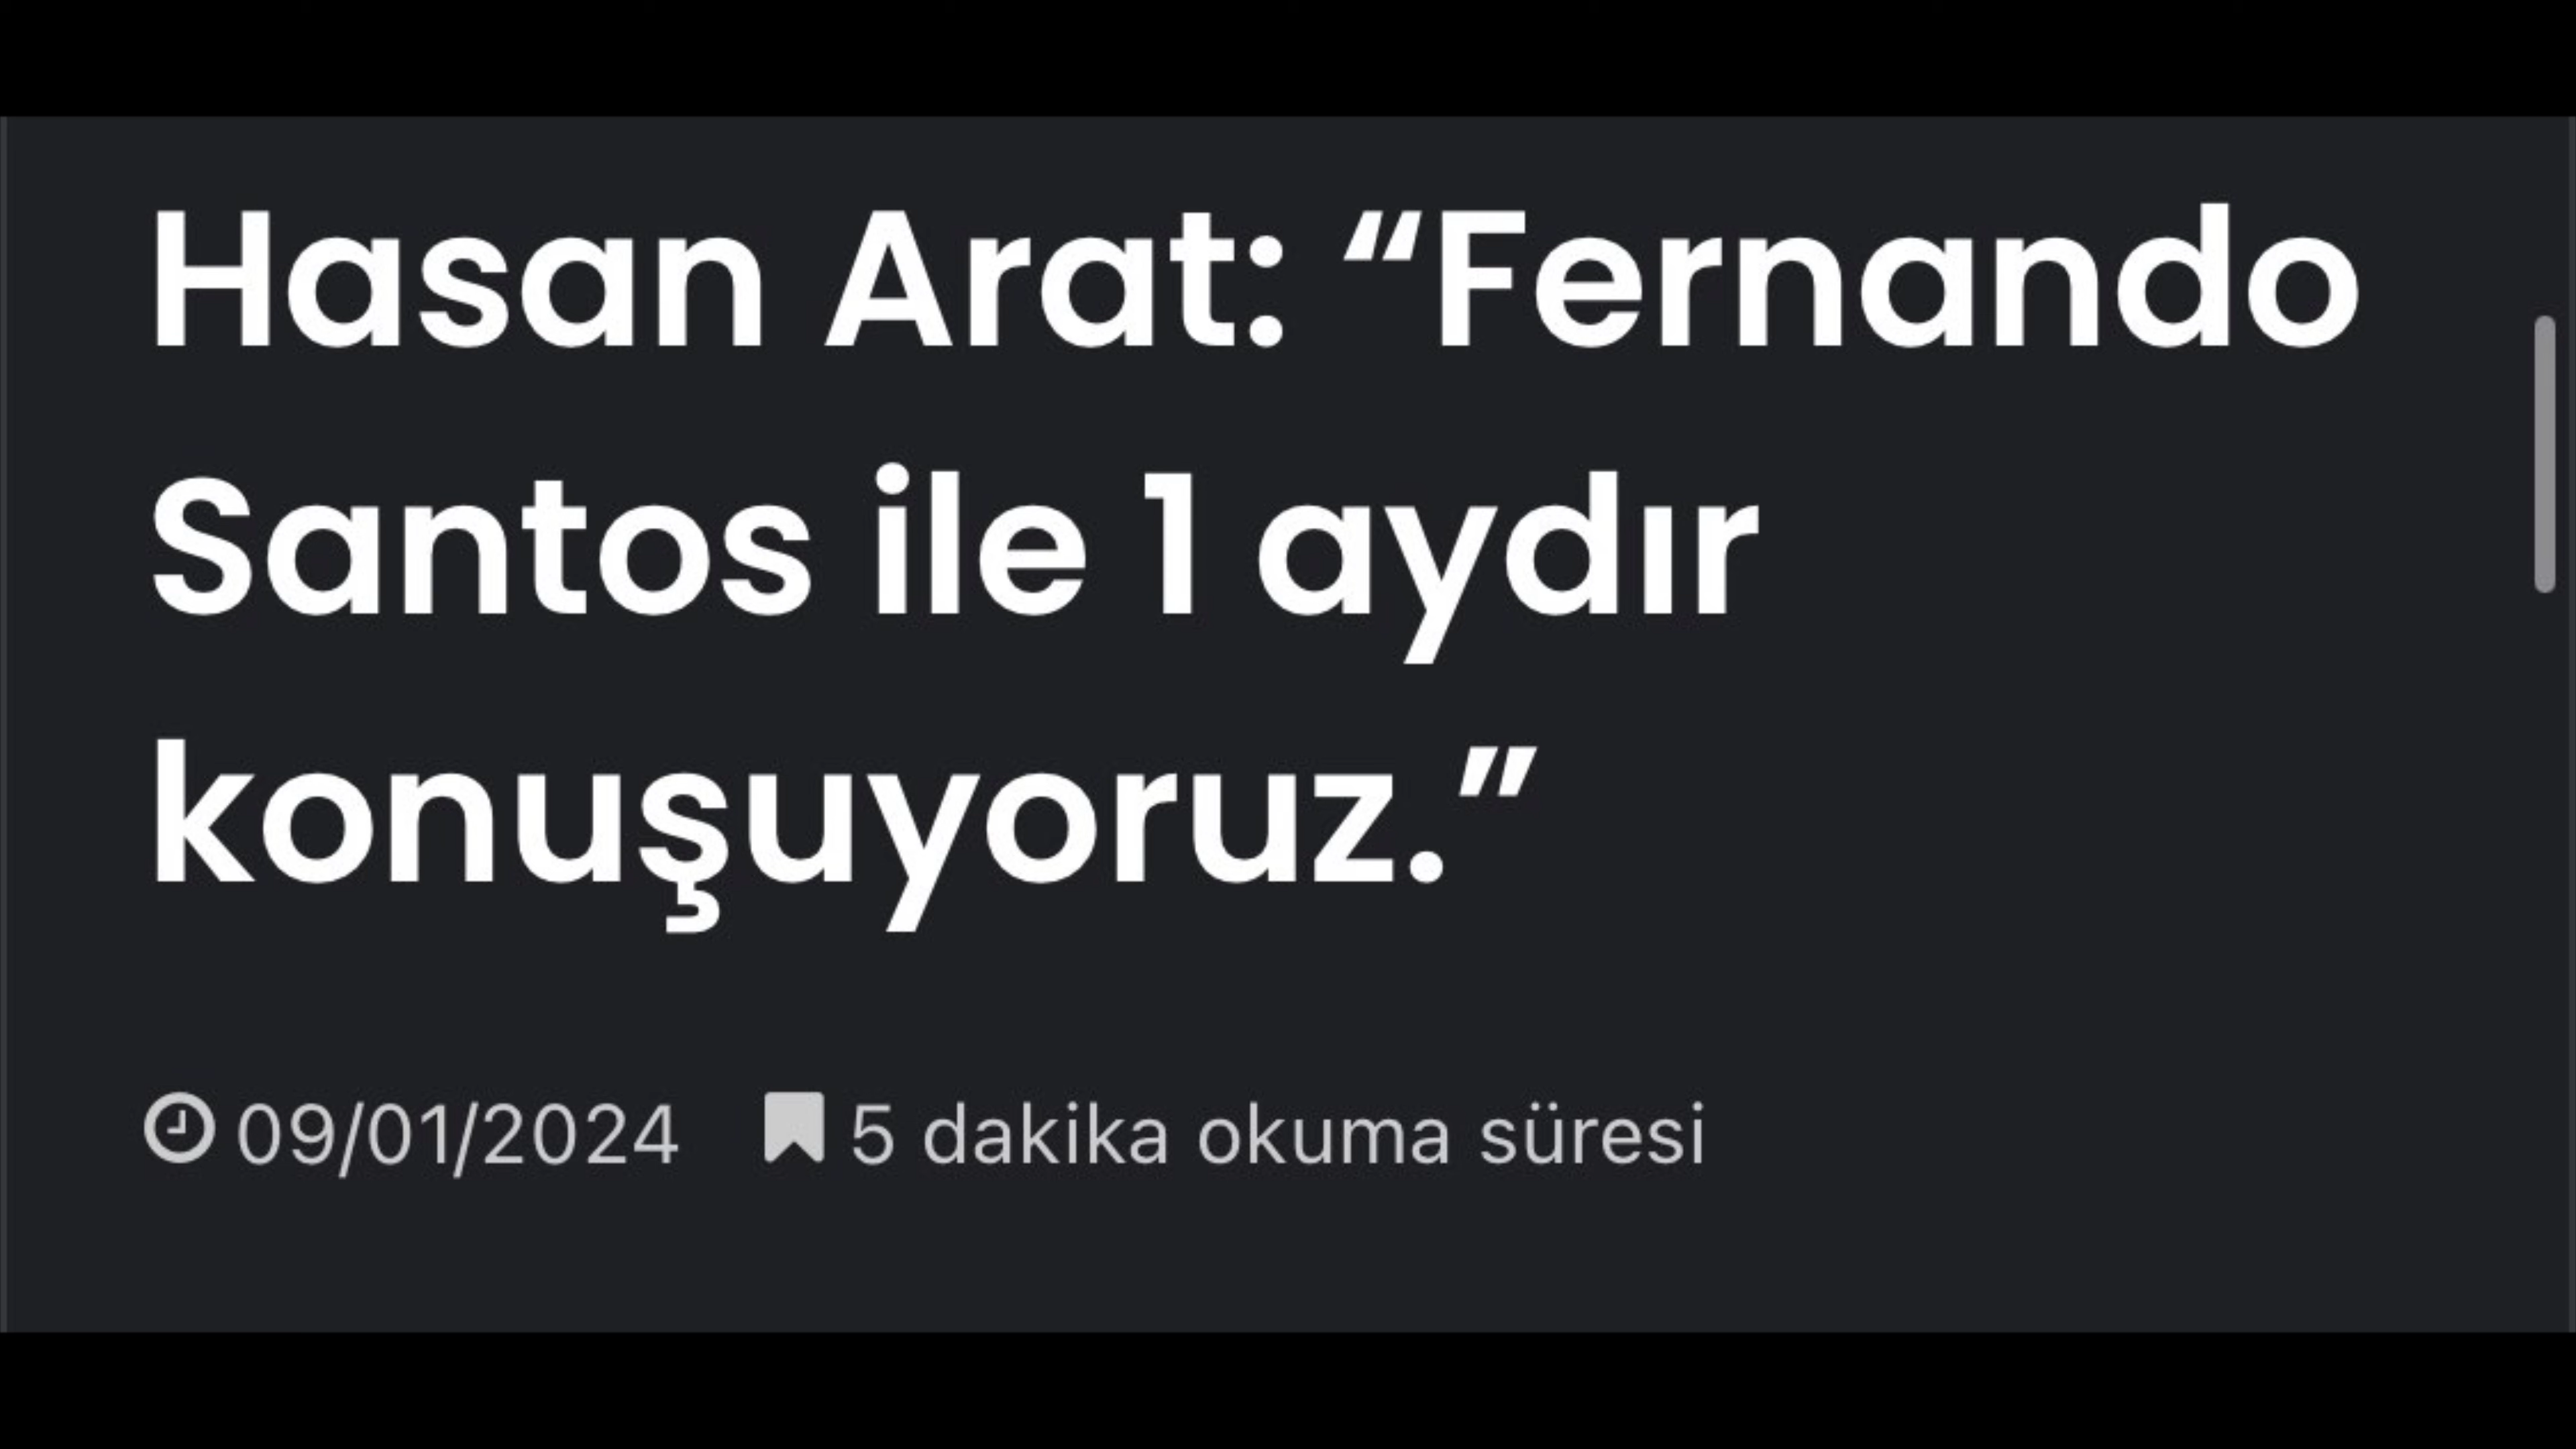 Hasan Arat: “Fernando
Santos ile 1 aydır
konuşuyoruz.”
09/01/2024 5 dakika okuma süresi